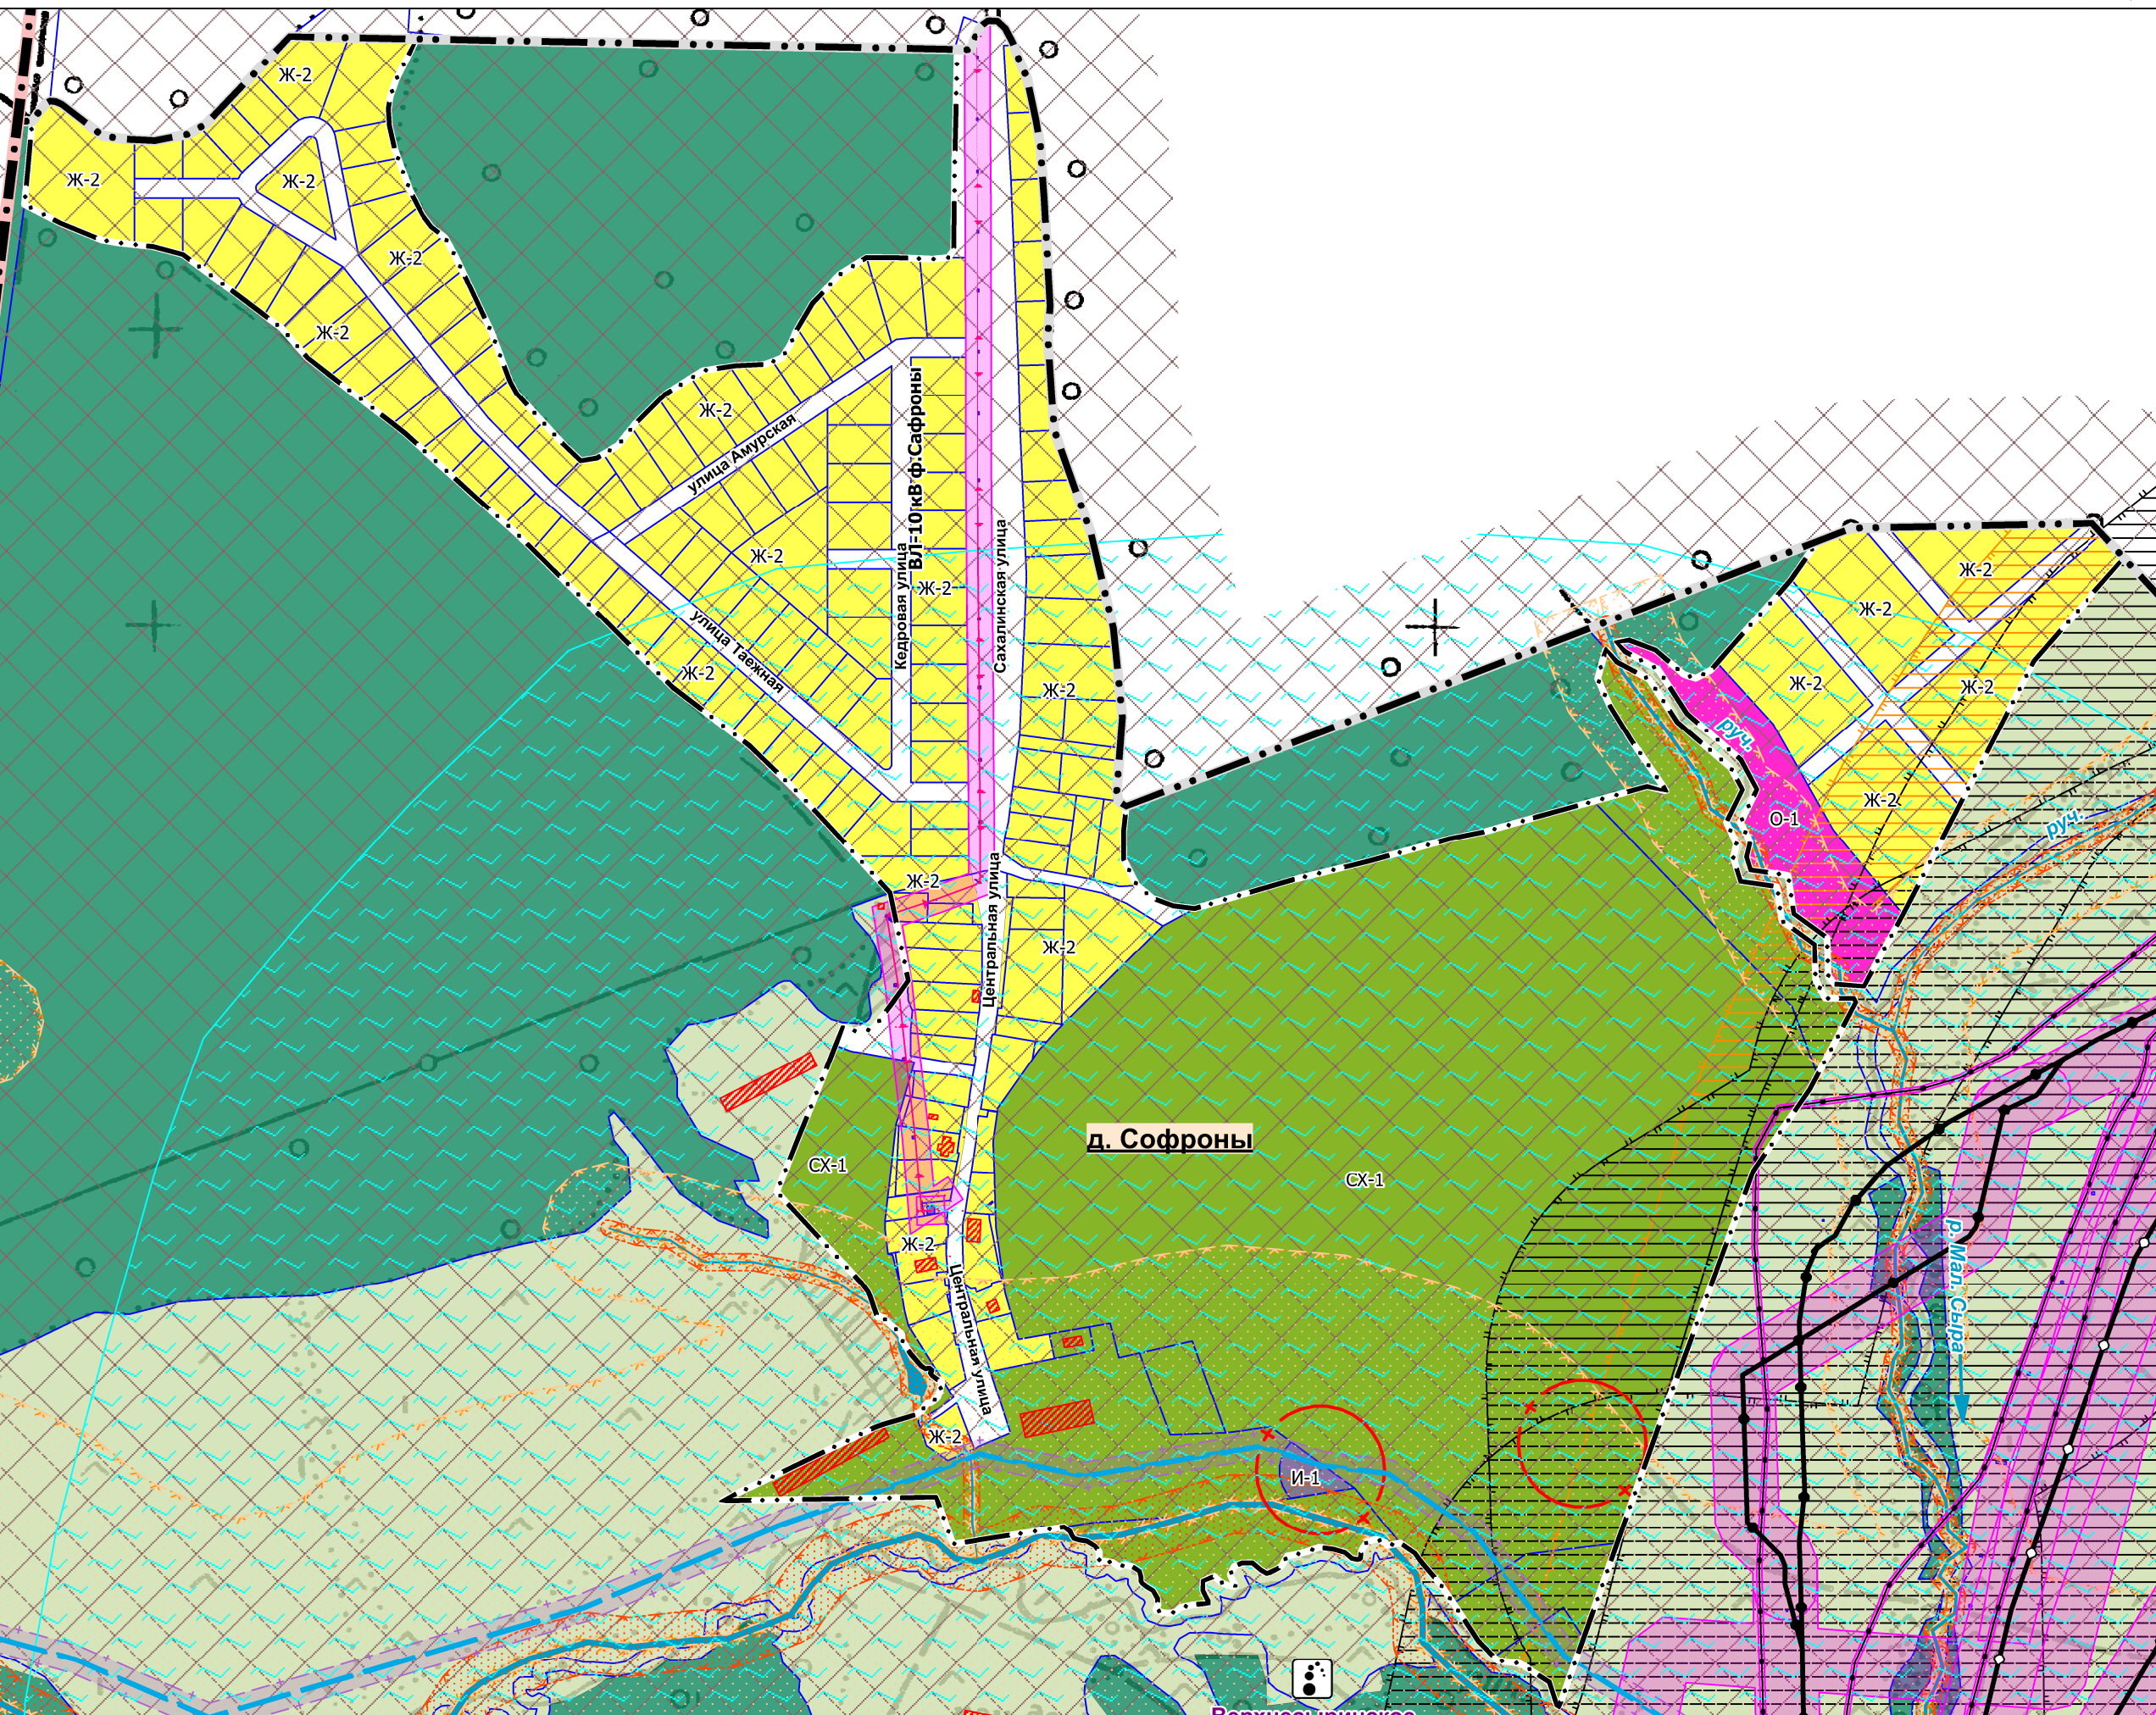 Ж-2
Ж-2
Ж-2
Ж-2
Ж-2
Ж-2
улица Амурская
ВЛ-10 кВ ф.Сафроны
Ж-2
Кедровая улица
Ж-2
Сахалинская улица
улица Таежная
Ж-2
Ж-2
Ж-2
Ж-2
Ж-2
Ж-2
Ж-2
руч.
О-1
руч.
Ж-2
Центральная улица
Ж-2
д. Софроны
СХ-1
СХ-1
Ж-2
Центральная улица
р. Мал. Сыра
Ж-2
И-1
Верхнесыринское